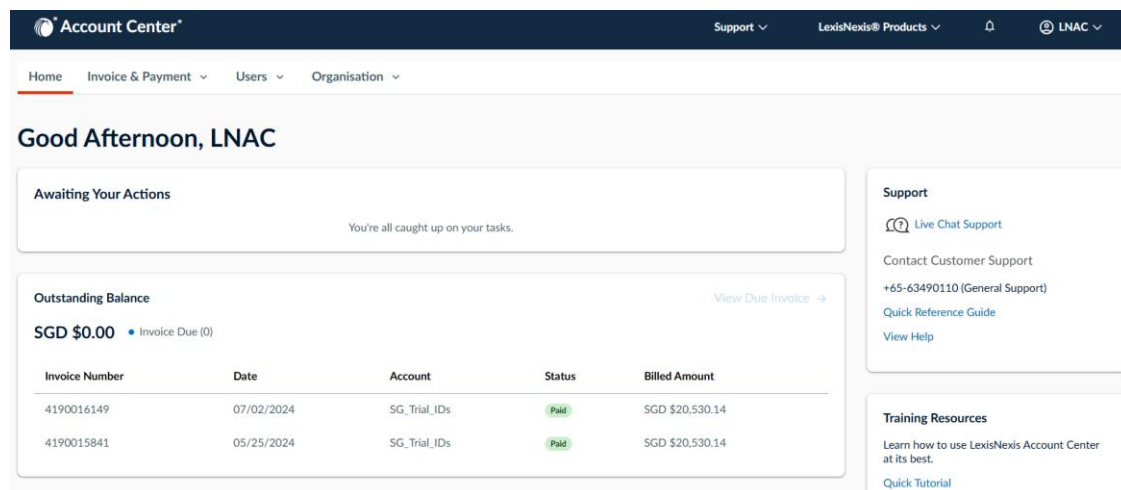 Account Center®
Support
LexisNexis® Products
LNAC
Home
Invoice & Payment
Users
Organisation
Good Afternoon, LNAC
Awaiting Your Actions
You're all caught up on your tasks.
Outstanding Balance
View Due Invoice →
SGD $0.00 • Invoice Due (0)
Invoice Number Date Account Status Billed Amount
4190016149 07/02/2024 SG_Trial_IDs Paid SGD $20,530.14
4190015841 05/25/2024 SG_Trial_IDs Paid SGD $20,530.14
Support
Live Chat Support
Contact Customer Support
+65-63490110 (General Support)
Quick Reference Guide
View Help
Training Resources
Learn how to use LexisNexis Account Center
at its best.
Quick Tutorial